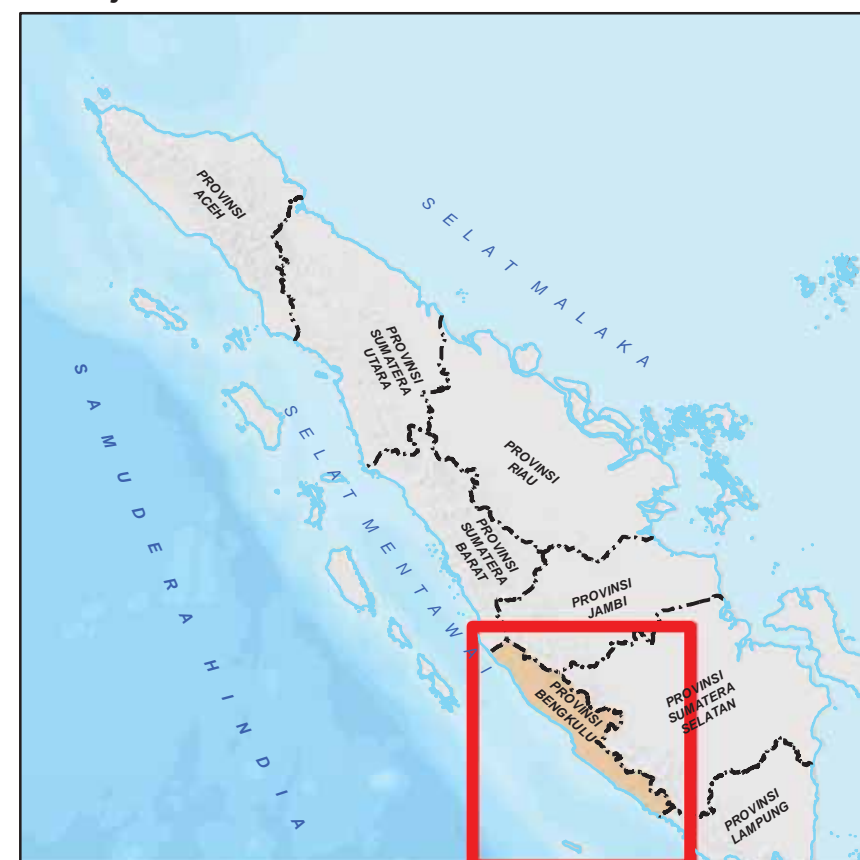 PROVINSI
ACEH
SELAT MALAKA
PROVINSI
SUMATERA
UTARA
SAMUDERA HINDIA
SELAT MENTAWAI
PROVINSI
RIAU
PROVINSI
SUMATERA
BARAT
PROVINSI
JAMBI
PROVINSI
BENGKULU
PROVINSI
SUMATERA
SELATAN
PROVINSI
LAMPUNG